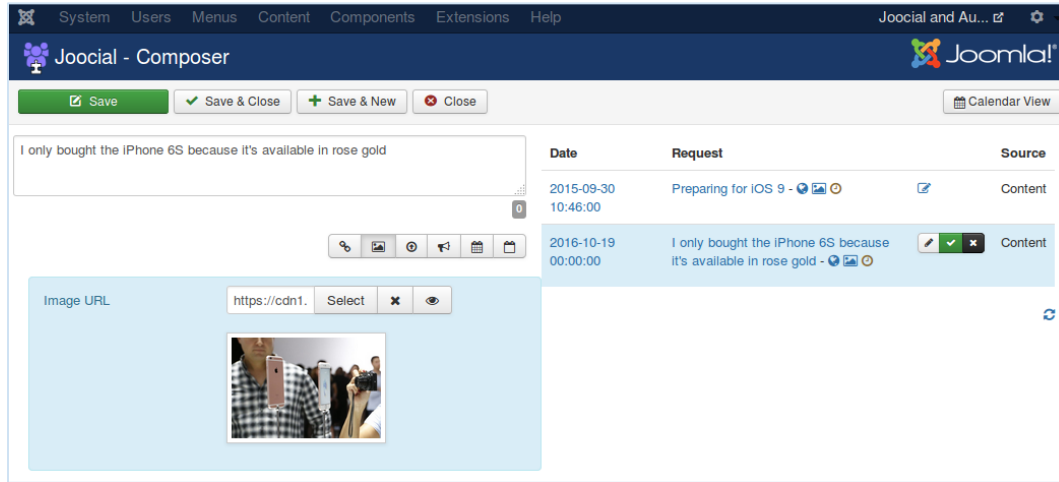 System Users Menus Content Components Extensions Help Joocial and Au...
Joocial - Composer Joomla!
Save Save & Close Save & New Close Calendar View
I only bought the iPhone 6S because it's available in rose gold
0
Image URL https://cdn1. Select
Date Request Source
2015-09-30 Preparing for iOS 9 - Content
10:46:00
2016-10-19 I only bought the iPhone 6S because Content
00:00:00 it's available in rose gold -